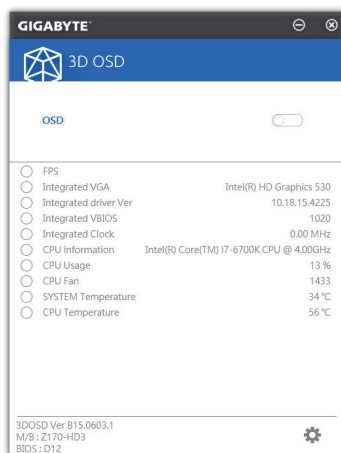 GIGABYTE™
3D OSD
OSD
FPS
Integrated VGA Intel(R) HD Graphics 530
Integrated driver Ver 10.18.15.4225
Integrated VBIOS 1020
Integrated Clock 0.00 MHz
CPU information Intel(R) Core(TM) i7-6700K CPU @ 4.00GHz
CPU Usage 13 %
CPU Fan 1433
SYSTEM Temperature 34 °C
CPU Temperature 56 °C
3DOSD Ver B15.0603.1
M/B : Z170-HD3
BIOS : D12